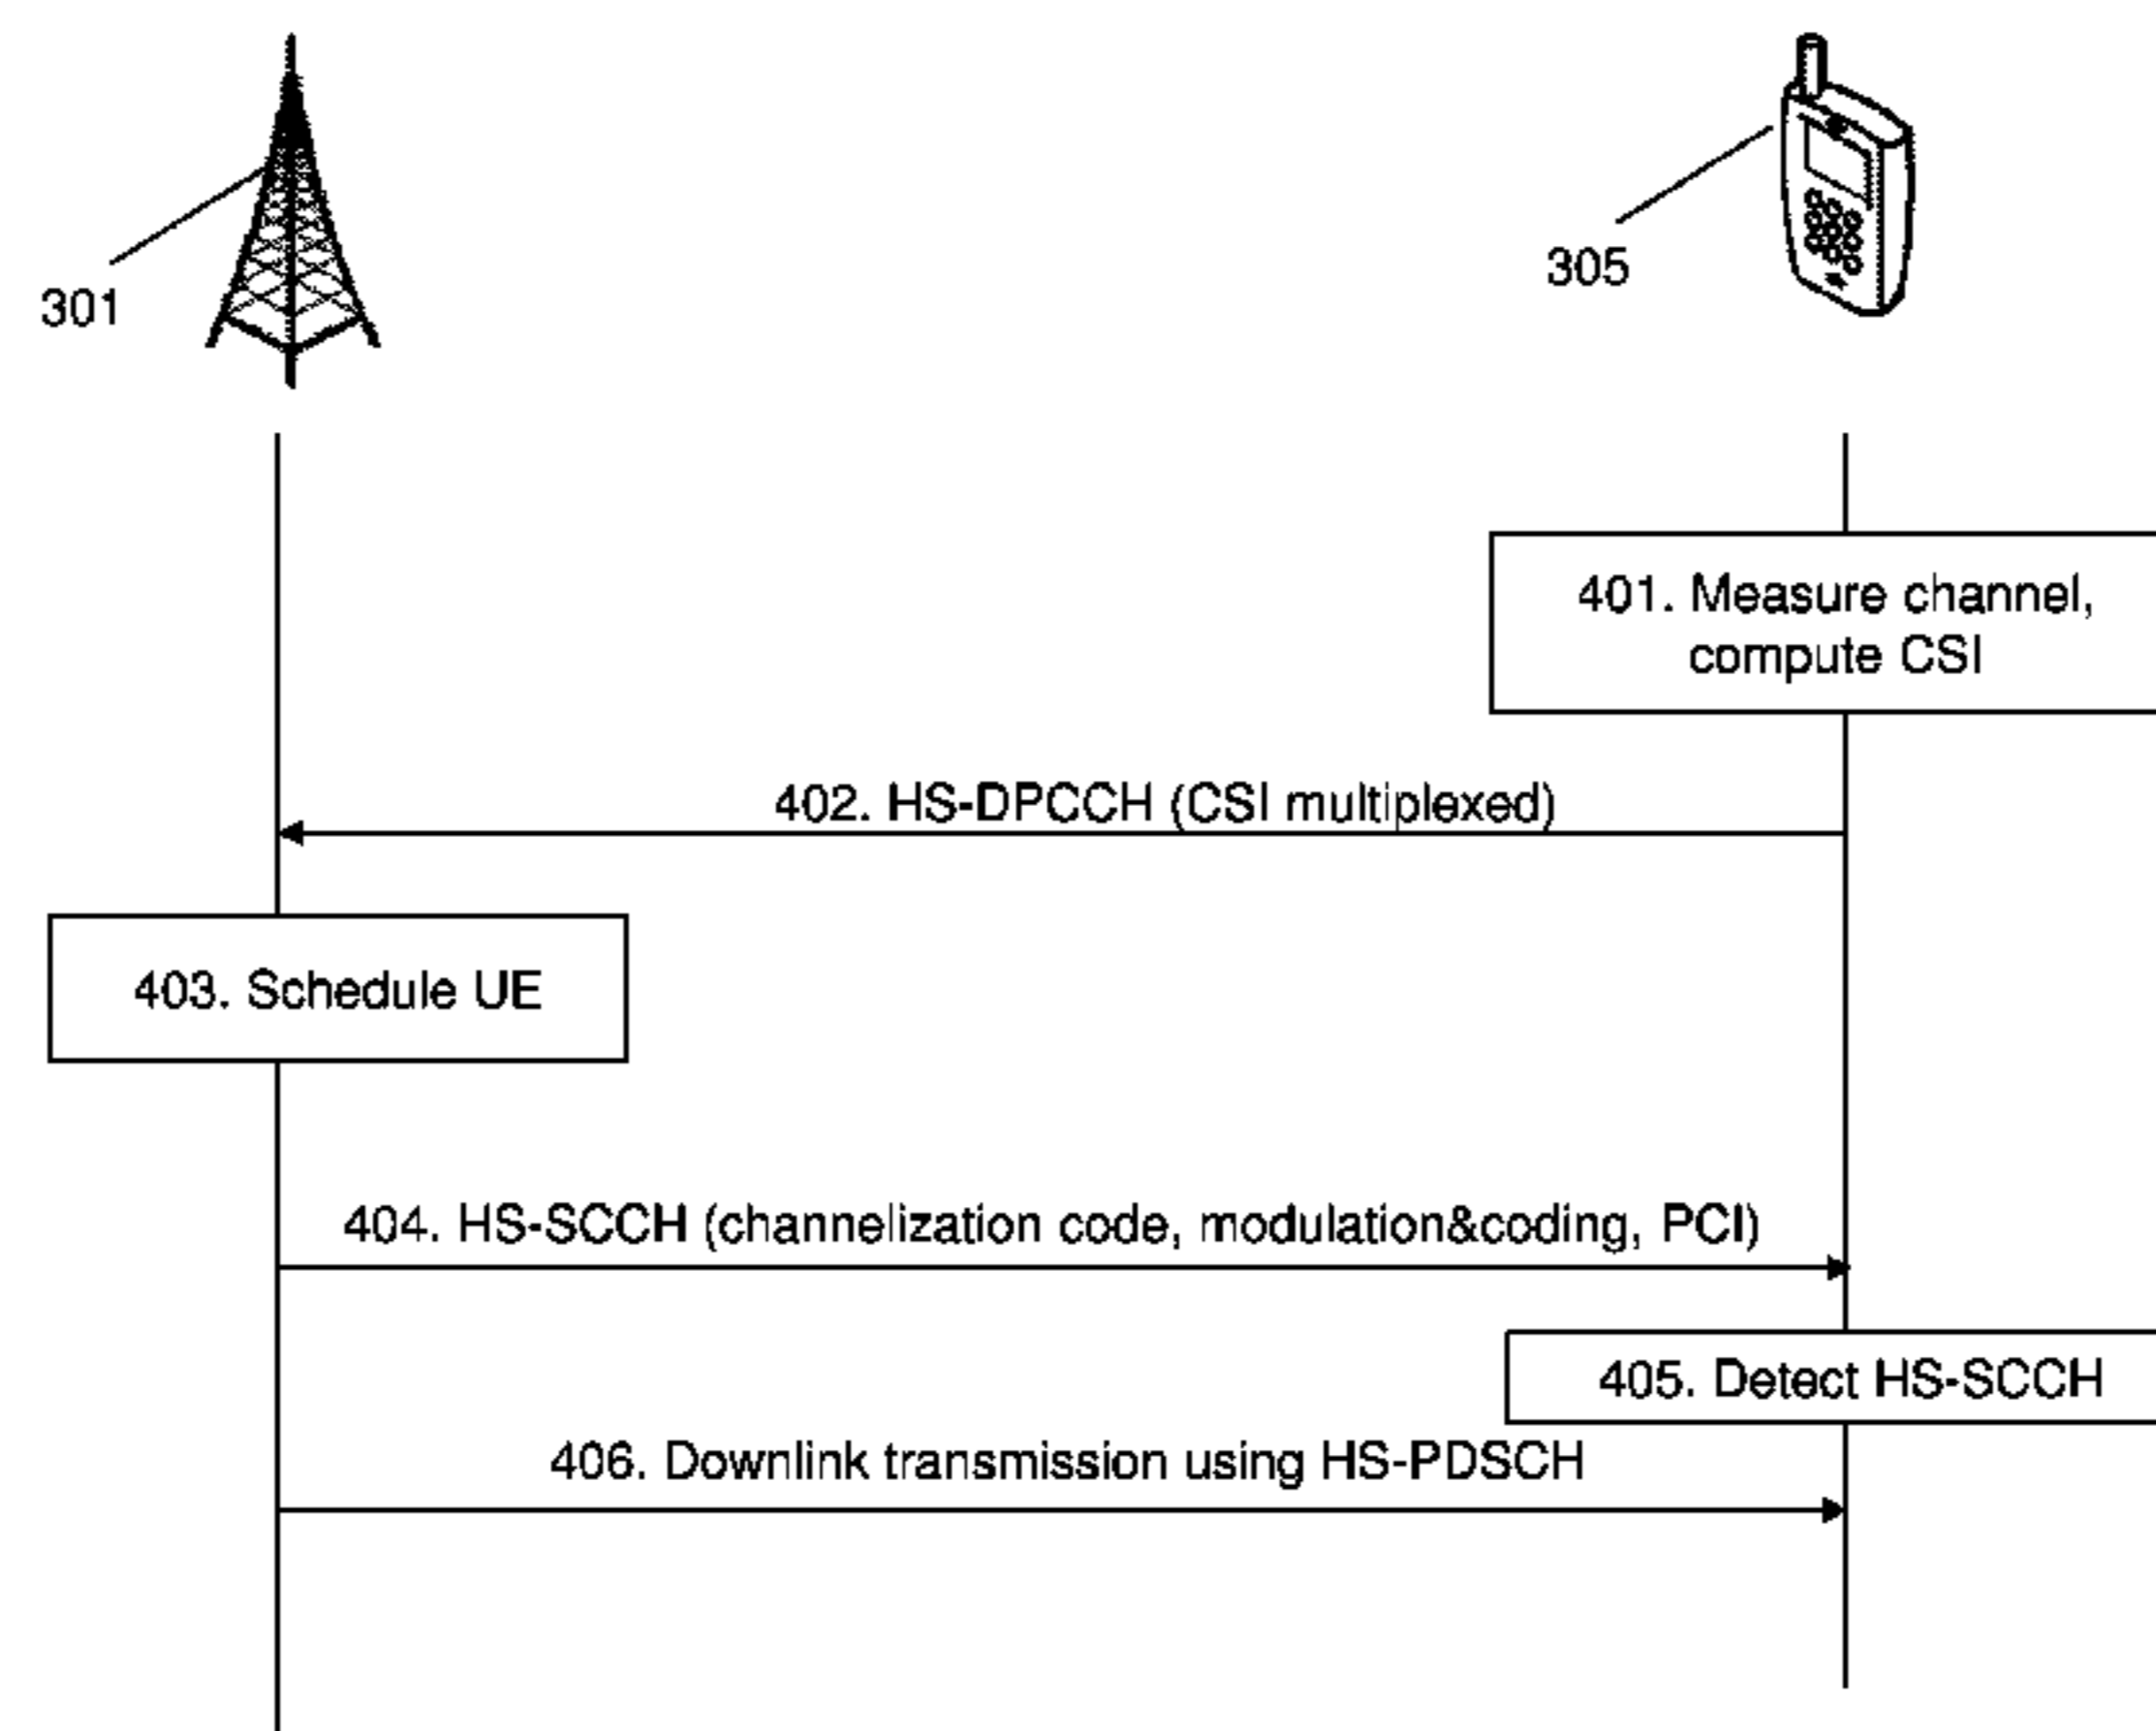 301
305
401. Measure channel,
compute CSI
402. HS-DPCCH (CSI multiplexed)
403. Schedule UE
404. HS-SCCH (channelization code, modulation&coding, PCI)
405. Detect HS-SCCH
406. Downlink transmission using HS-PDSCH